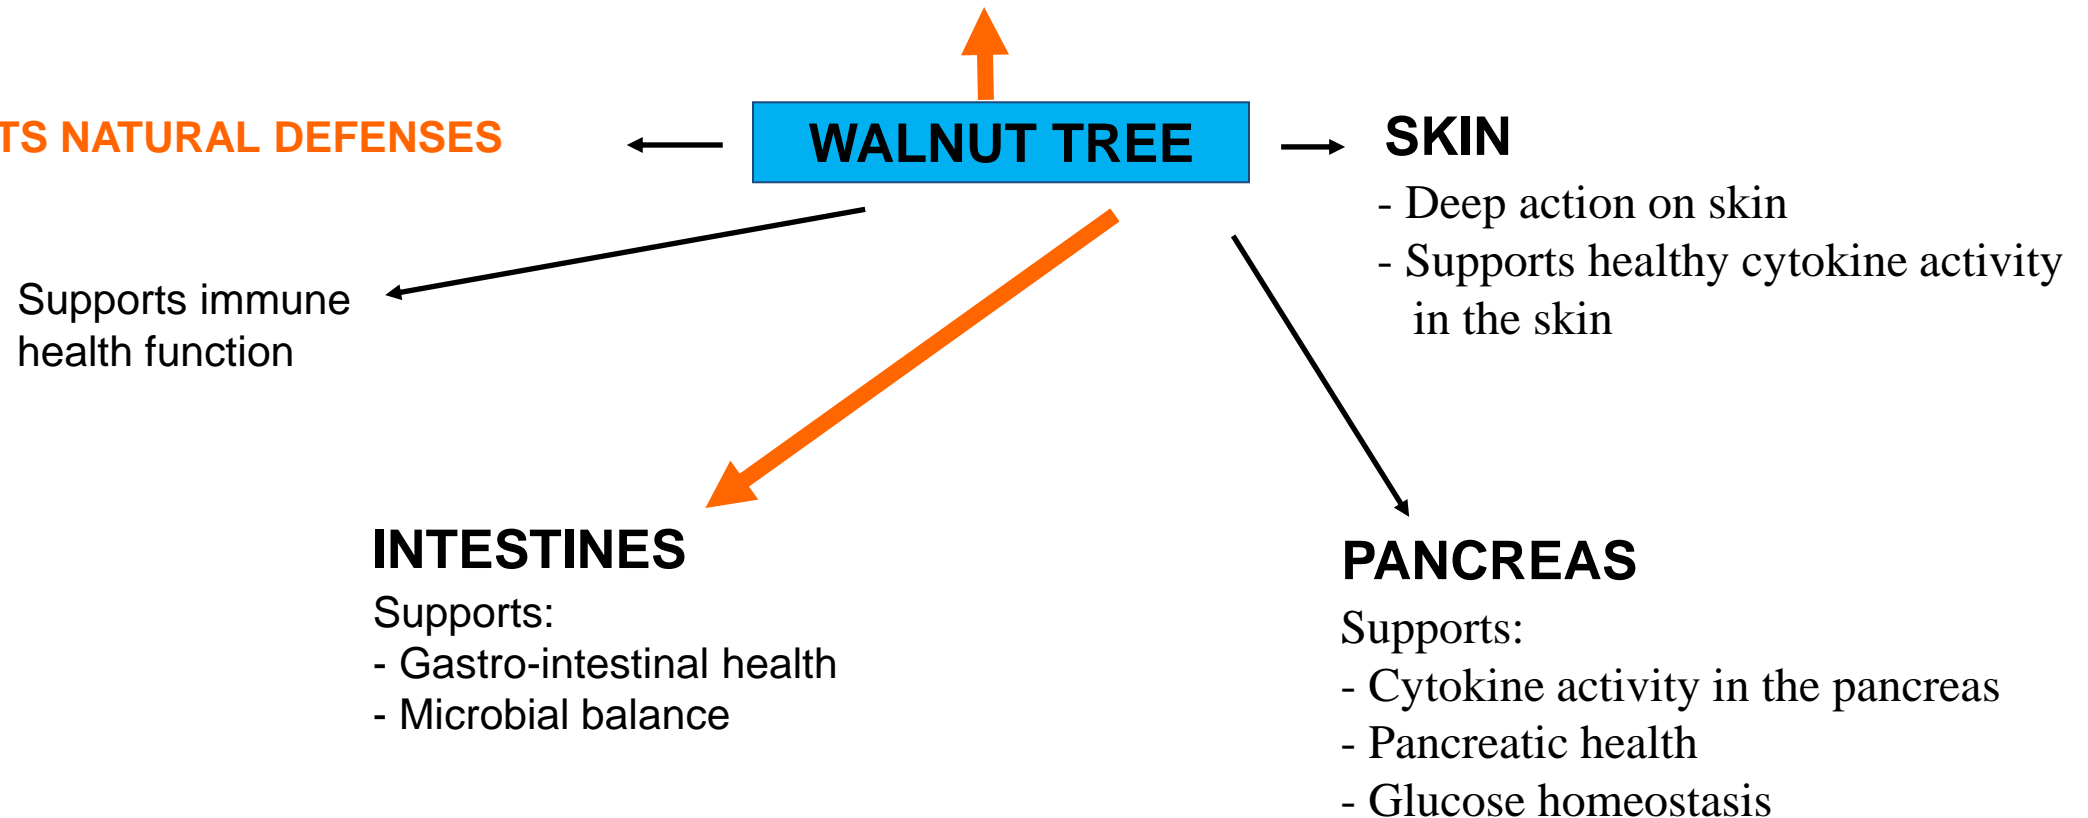 WALNUT TREE
TS NATURAL DEFENSES
Supports immune
health function
SKIN
- Deep action on skin
- Supports healthy cytokine activity
in the skin
INTESTINES
Supports:
- Gastro-intestinal health
- Microbial balance
PANCREAS
Supports:
- Cytokine activity in the pancreas
- Pancreatic health
- Glucose homeostasis